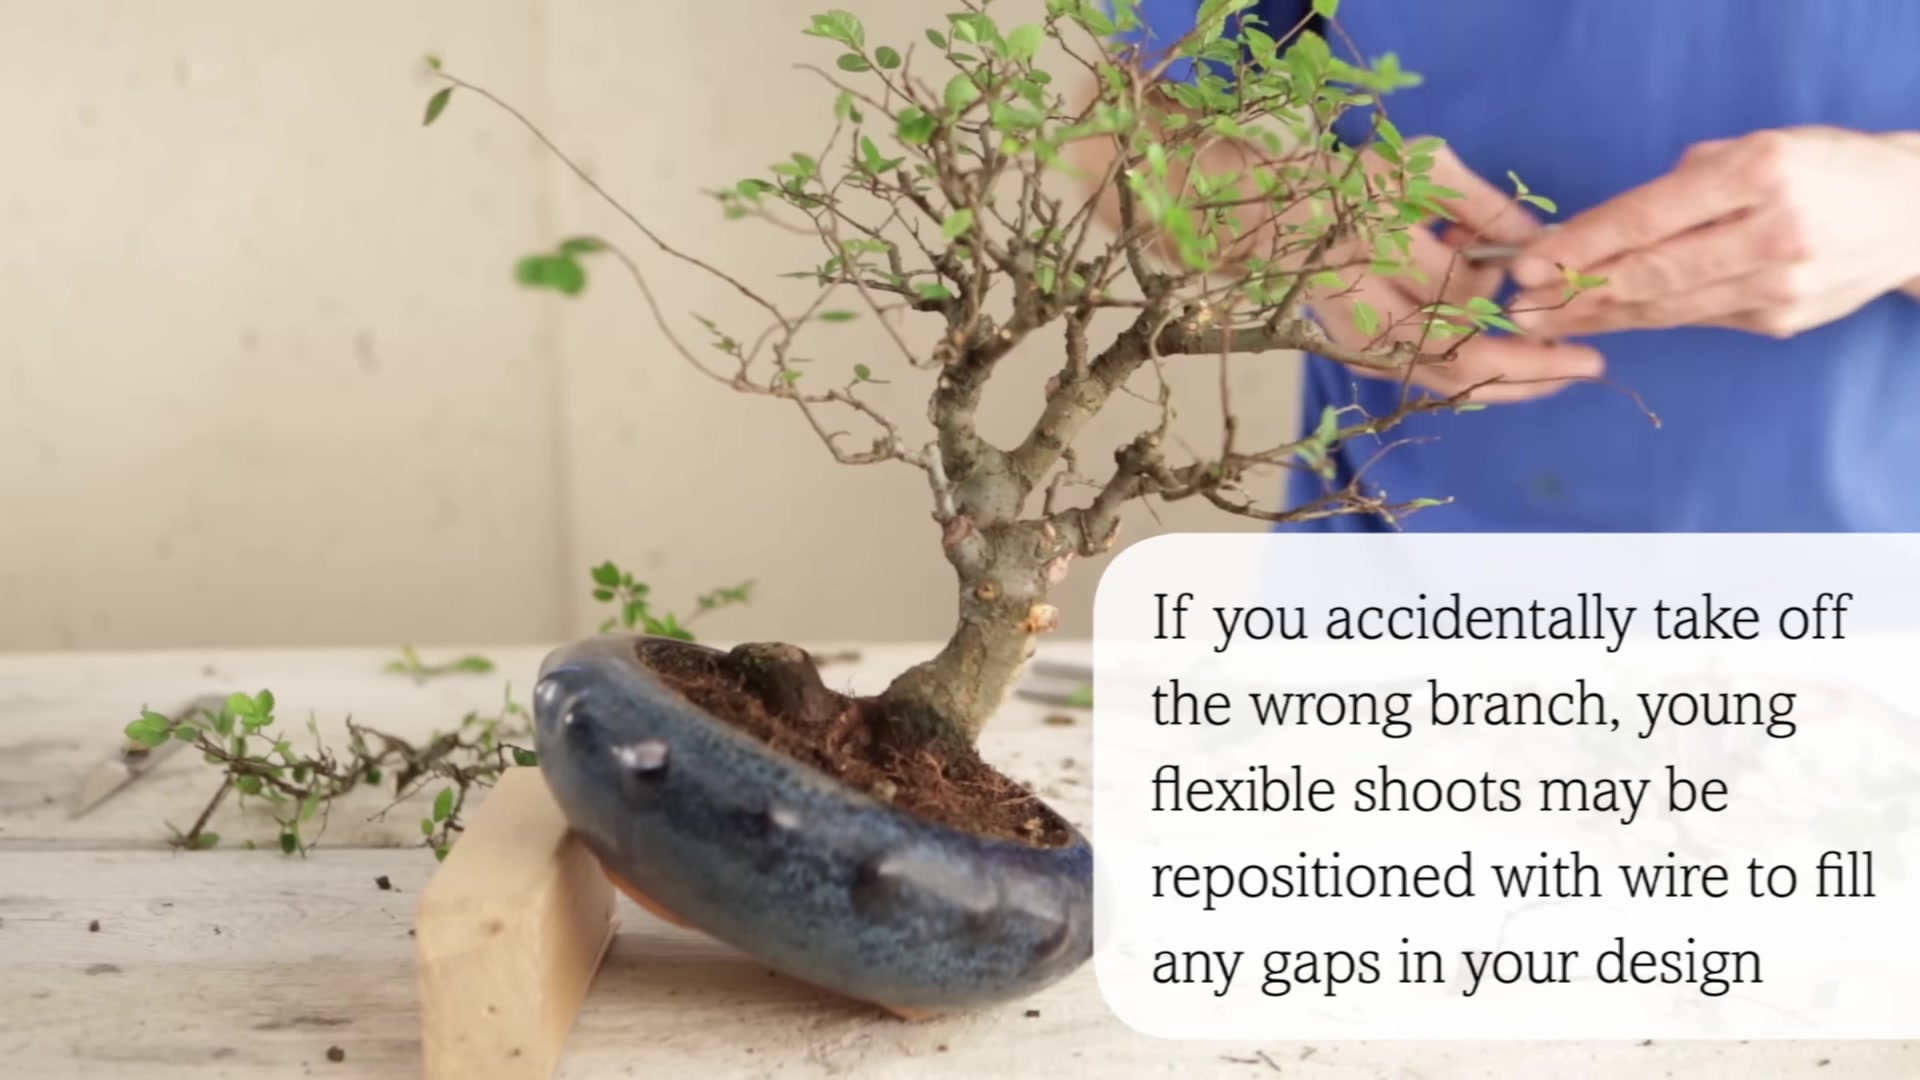 If you accidentally take off
the wrong branch, young
flexible shoots may be
repositioned with wire to fill
any gaps in your design